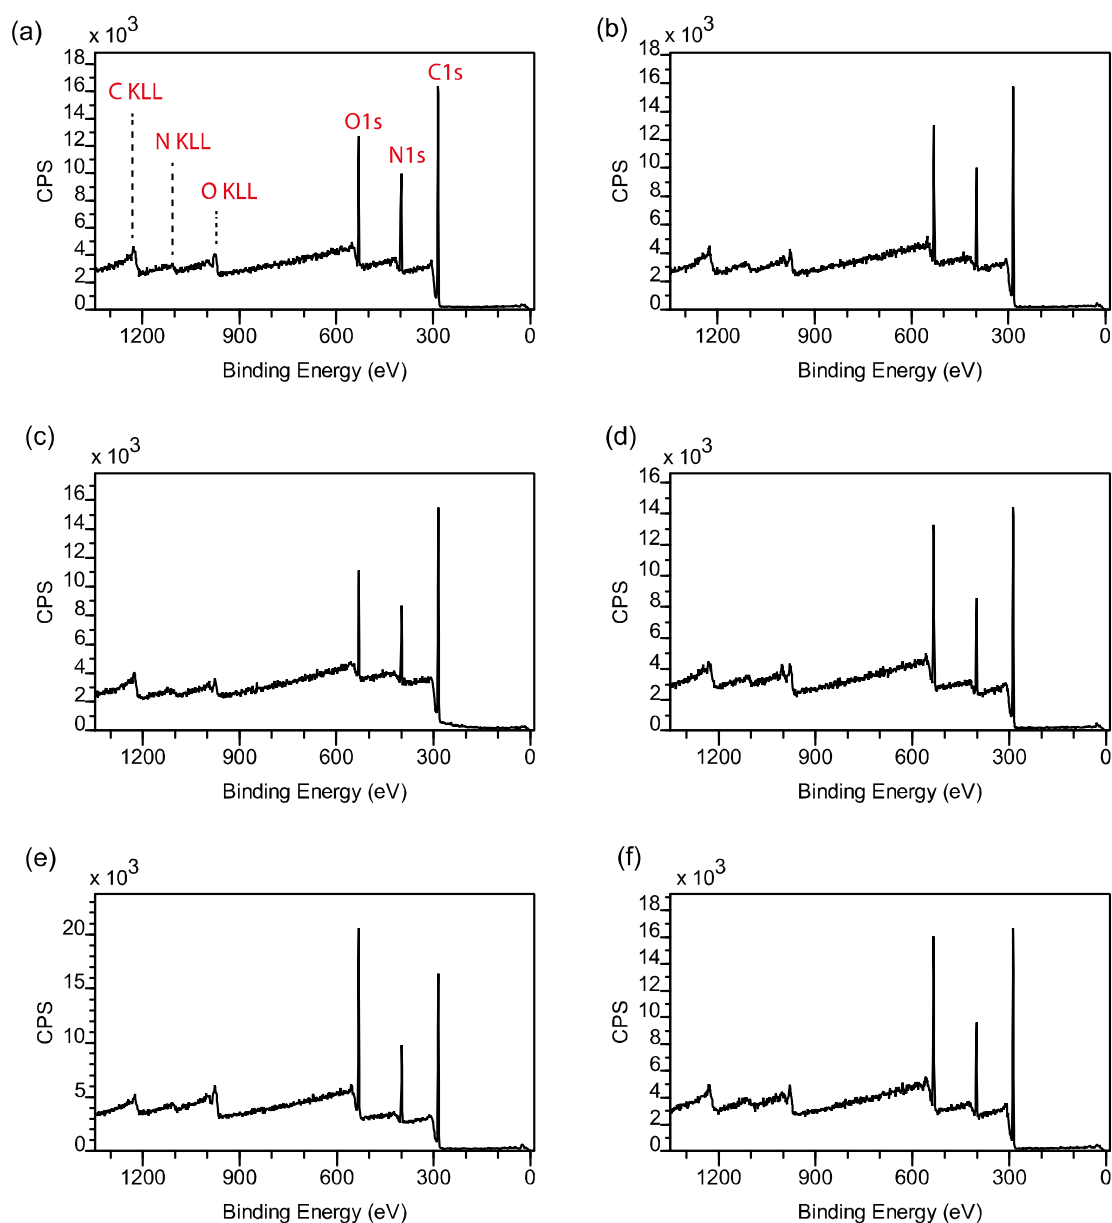 (a)
x 10³
18
16
14
12
10
8
6
4
2
0
CPS
C KLL
N KLL
O KLL
O1s
N1s
C1s
1200 900 600 300 0
Binding Energy (eV)
(b)
x 10³
18
16
14
12
10
8
6
4
2
0
CPS
1200 900 600 300 0
Binding Energy (eV)
(c)
x 10³
16
14
12
10
8
6
4
2
0
CPS
1200 900 600 300 0
Binding Energy (eV)
(d)
x 10³
16
14
12
10
8
6
4
2
0
CPS
1200 900 600 300 0
Binding Energy (eV)
(e)
x 10³
20
15
10
5
0
CPS
1200 900 600 300 0
Binding Energy (eV)
(f)
x 10³
18
16
14
12
10
8
6
4
2
0
CPS
1200 900 600 300 0
Binding Energy (eV)